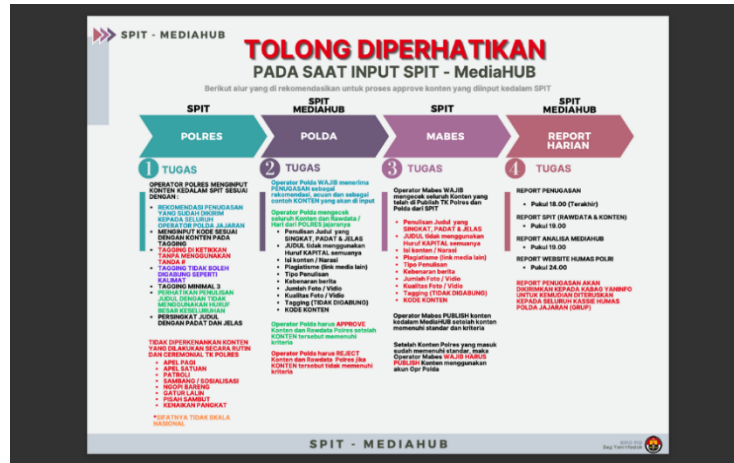 SPIT - MEDIAHUB
TOLONG DIPERHATIKAN
PADA SAAT INPUT SPIT - MediaHUB
Berikut alur yang di rekomendasikan untuk proses approve konten yang diinput kedalam SPIT
SPIT
POLRES
1 TUGAS
OPERATOR POLRES MENGINPUT
KONTEN KEDALAM SPIT SESUAI
DENGAN :
• REKOMENDASI PENUGASAN
YANG SUDAH DIKIRIM
KEPADA SELURUH
OPERATOR POLDA JAJARAN
• MENGINPUT KODE SESUAI
DENGAN KONTEN PADA
TAGGING
• TAGGING DI KETIKKAN
TANPA MENGGUNAKAN
TANDA #
• TAGGING TIDAK BOLEH
DIGABUNG SEPERTI
KALIMAT
• TAGGING MINIMAL 3
• PERHATIKAN PENULISAN
JUDUL DENGAN TIDAK
MENGGUNAKAN HURUF
BESAR KESELURUHAN
• PERSINGKAT JUDUL
DENGAN PADAT DAN JELAS
TIDAK DIPERKENANKAN KONTEN
YANG DILAKUKAN SECARA RUTIN
DAN CEREMONIAL TK POLRES
• APEL PAGI
• APEL SATUAN
• PATROLI
• SAMBANG / SOSIALISASI
• NGOPI BARENG
• GATUR LALIN
• PISAH SAMBUT
• KENAIKAN PANGKAT
*SIFATNYA TIDAK SKALA
NASIONAL
SPIT
MEDIAHUB
POLDA
2 TUGAS
Operator Polda WAJIB menerima
PENUGASAN sebagai
rekomendasi, acuan dan sebagai
contoh KONTEN yang akan di input
Operator Polda mengecek
seluruh Konten dan Rawdata /
Hari dari POLRES jajaranya
• Penulisan Judul yang
SINGKAT, PADAT & JELAS
• JUDUL tidak menggunakan
Huruf KAPITAL semuanya
• Isi konten / Narasi
• Plagiatisme (link media lain)
• Tipe Penulisan
• Kebenaran berita
• Jumlah Foto / Vidio
• Kualitas Foto / Vidio
• Tagging (TIDAK DIGABUNG)
• KODE KONTEN
Operator Polda harus APPROVE
Konten dan Rawdata Polres setelah
KONTEN tersebut memenuhi
kriteria
Operator Polda harus REJECT
Konten dan Rawdata Polres jika
KONTEN tersebut tidak memenuhi
kriteria
SPIT
MABES
3 TUGAS
Operator Mabes WAJIB
mengecek seluruh Konten yang
telah di Publish TK Polres dan
Polda dari SPIT
• Penulisan Judul yang
SINGKAT, PADAT & JELAS
• JUDUL tidak menggunakan
Huruf KAPITAL semuanya
• Isi konten / Narasi
• Plagiatisme (link media lain)
• Tipe Penulisan
• Kebenaran berita
• Jumlah Foto / Vidio
• Kualitas Foto / Vidio
• Tagging (TIDAK DIGABUNG)
• KODE KONTEN
Operator Mabes PUBLISH konten
kedalam MediaHUB setelah konten
memenuhi standar dan kriteria
Setelah Konten Polres yang masuk
sudah memenuhi standar, maka
Operator Mabes WAJIB HARUS
PUBLISH Konten menggunakan
akun Opr Polda
SPIT
MEDIAHUB
REPORT
HARIAN
4 TUGAS
REPORT PENUGASAN
• Pukul 18.00 (Terakhir)
REPORT SPIT (RAWDATA & KONTEN)
• Pukul 19.00
REPORT ANALISA MEDIAHUB
• Pukul 19.00
REPORT WEBSITE HUMAS POLRI
• Pukul 24.00
REPORT PENUGASAN AKAN
DIKIRIMKAN KEPADA KABAG YANINFO
UNTUK KEMUDIAN DITERUSKAN
KEPADA SELURUH KASSIE HUMAS
POLDA JAJARAN (GRUP)
SPIT - MEDIAHUB